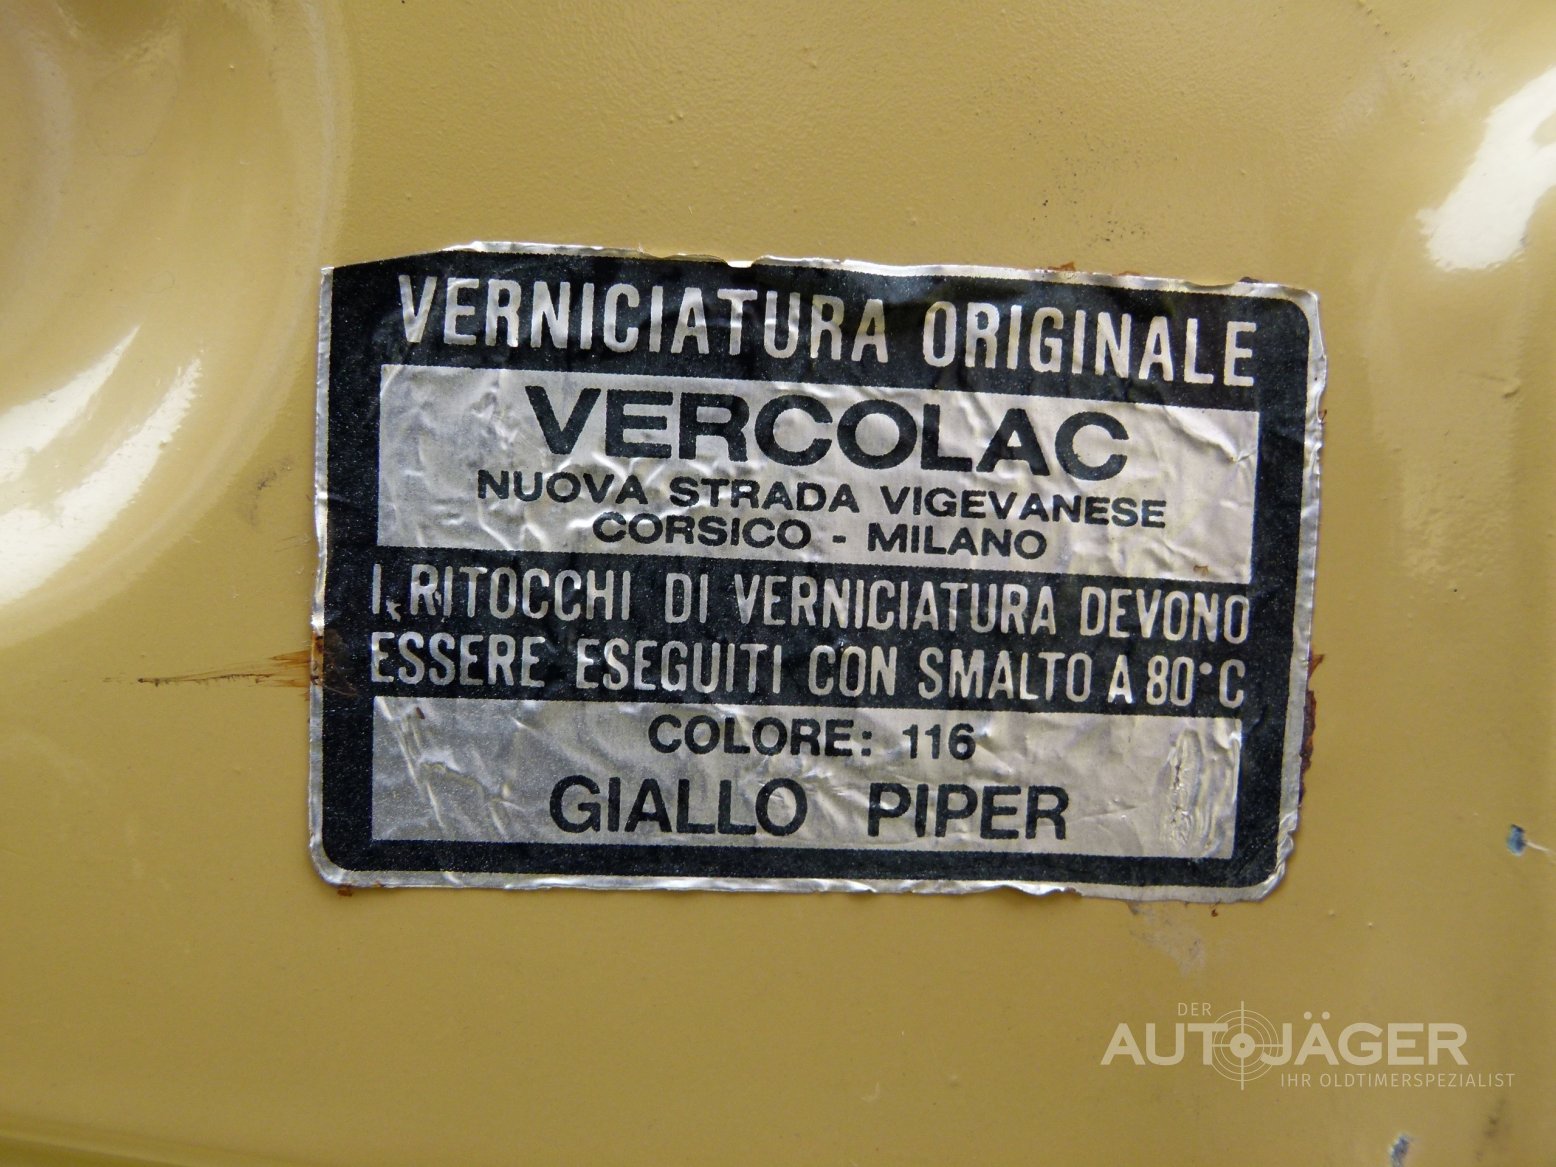 VERNICIATURA ORIGINALE
VERCOLAC
NUOVA STRADA VIGEVANESE
CORSICO - MILANO
I RITOCCHI DI VERNICIATURA DEVONO
ESSERE ESEGUITI CON SMALTO A 80°C
COLORE: 116
GIALLO PIPER
DER
AUTOJÄGER
IHR OLDTIMERSPEZIALIST